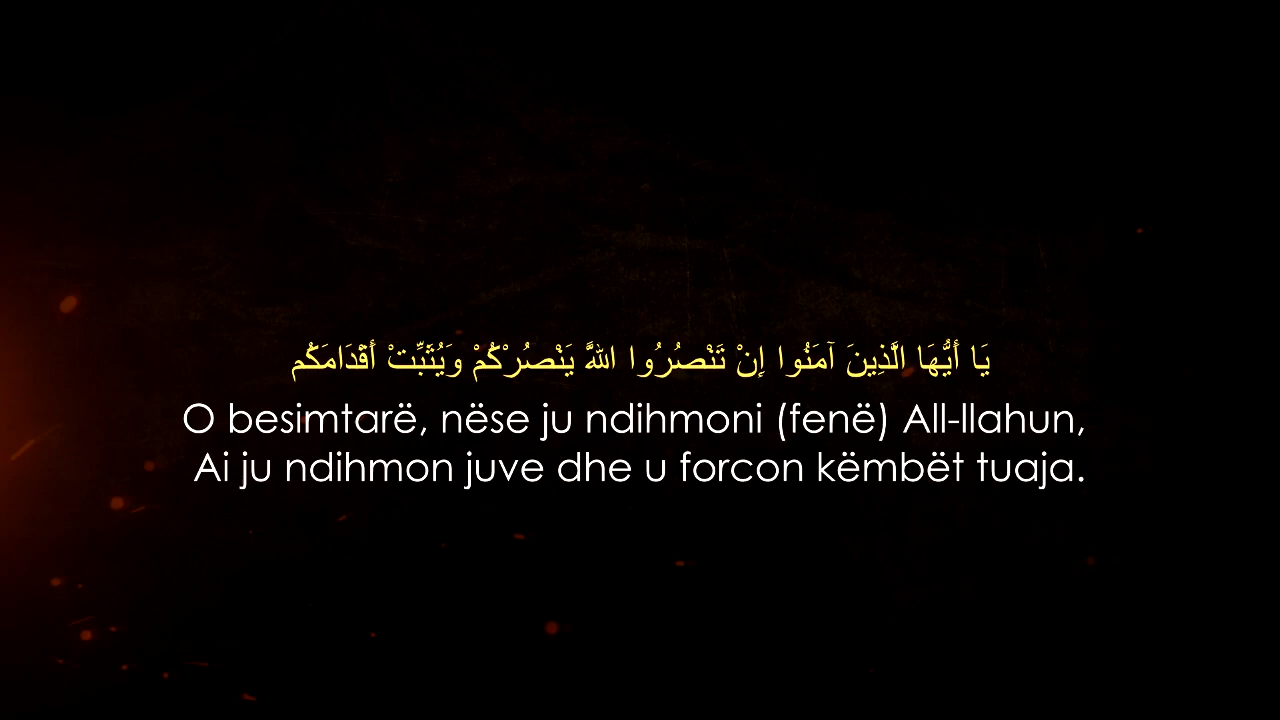 يَا أَيُّهَا الَّذِينَ آمَنُوا إِنْ تَنْصُرُوا اللهَّ يَنْصُرْكُمْ وَيُثَبِّتْ أَقْدَامَكُم
O besimtarë, nëse ju ndihmoni (fenë) All-llahun,
Ai ju ndihmon juve dhe u forcon këmbët tuaja.